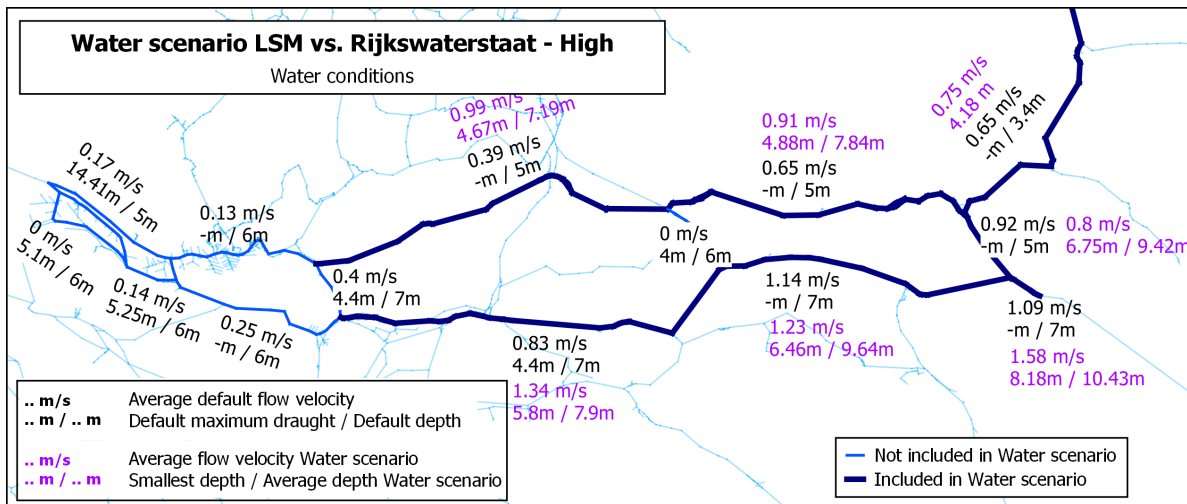 Water scenario LSM vs. Rijkswaterstaat - High
Water conditions
0.99 m/s
4.67m / 7.19m
0.39 m/s
-m / 5m
0.91 m/s
4.88m / 7.84m
0.65 m/s
-m / 5m
0.75 m/s
4.18 m
0.65 m/s
-m / 3.4m
0.17 m/s
14.41m / 5m
0.13 m/s
-m / 6m
0 m/s
5.1m / 6m
0.14 m/s
5.25m / 6m
0.25 m/s
-m / 6m
0.4 m/s
4.4m / 7m
0 m/s
4m / 6m
0.92 m/s
-m / 5m
0.8 m/s
6.75m / 9.42m
1.14 m/s
-m / 7m
1.23 m/s
6.46m / 9.64m
1.09 m/s
-m / 7m
1.58 m/s
8.18m / 10.43m
0.83 m/s
4.4m / 7m
1.34 m/s
5.8m / 7.9m
.. m/s Average default flow velocity
.. m / .. m Default maximum draught / Default depth
.. m/s Average flow velocity Water scenario
.. m / .. m Smallest depth / Average depth Water scenario
Not included in Water scenario
Included in Water scenario